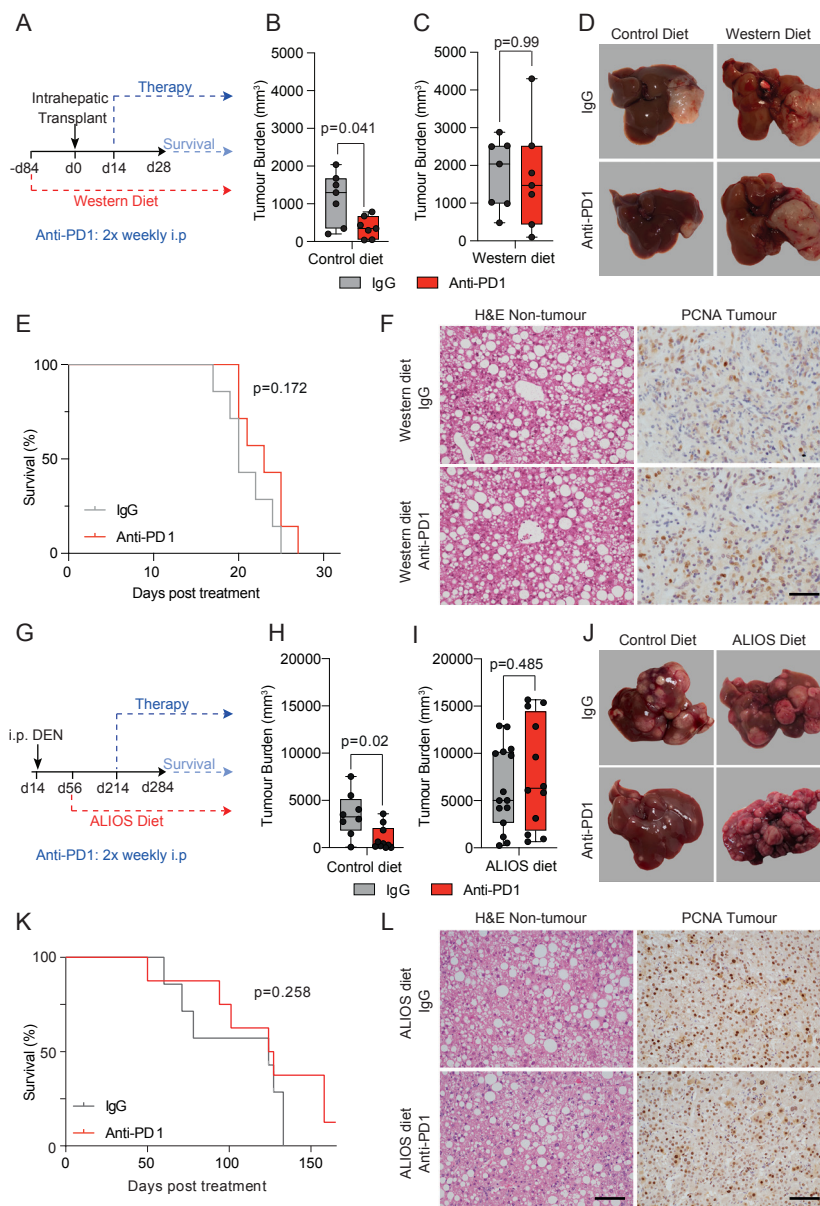 A
Therapy
Intrahepatic
Transplant
Survival
-d84
d0
d14
d28
Western Diet
Anti-PD1: 2x weekly i.p
B
Tumour Burden (mm³)
5000
4000
3000
2000
1000
0
p=0.041
Control diet
C
Tumour Burden (mm³)
p=0.99
5000
4000
3000
2000
1000
0
Western diet
IgG
Anti-PD1
D
Control Diet
Western Diet
IgG
Anti-PD1
E
Survival (%)
100
50
0
p=0.172
IgG
Anti-PD1
0
10
20
30
Days post treatment
F
H&E Non-tumour
PCNA Tumour
Western diet
IgG
Western diet
Anti-PD1
G
Therapy
i.p. DEN
Survival
d14
d56
d214
d284
ALIOS Diet
Anti-PD1: 2x weekly i.p
H
Tumour Burden (mm³)
20000
15000
10000
5000
0
p=0.02
Control diet
I
Tumour Burden (mm³)
20000
15000
10000
5000
0
p=0.485
ALIOS diet
IgG
Anti-PD1
J
Control Diet
ALIOS Diet
IgG
Anti-PD1
K
Survival (%)
100
50
0
p=0.258
IgG
Anti-PD1
0
50
100
150
Days post treatment
L
H&E Non-tumour
PCNA Tumour
ALIOS diet
IgG
ALIOS diet
Anti-PD1